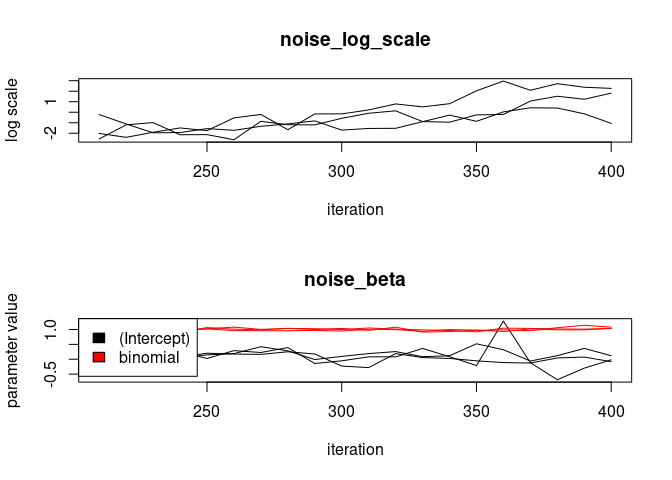 noise_log_scale
log scale
1
-2
250
300
350
400
iteration
noise_beta
parameter value
1.0
-0.5
(Intercept)
binomial
250
300
350
400
iteration